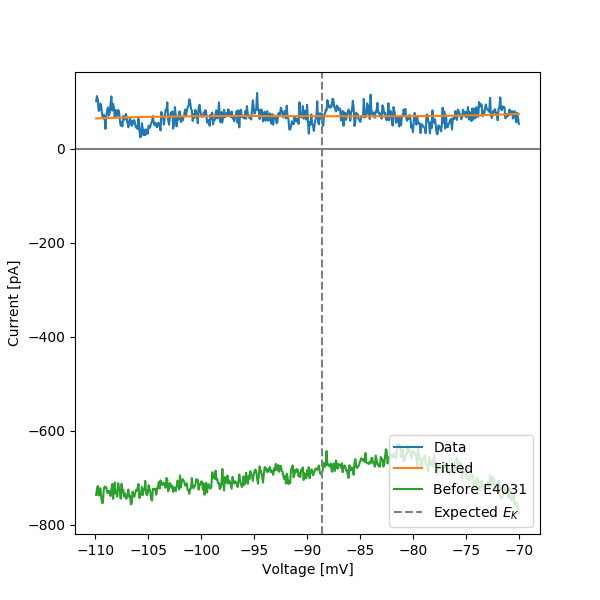 0
−200
−400
−600
−800
Current [pA]
Data
Fitted
Before E4031
Expected E_K
−110
−105
−100
−95
−90
−85
−80
−75
−70
Voltage [mV]